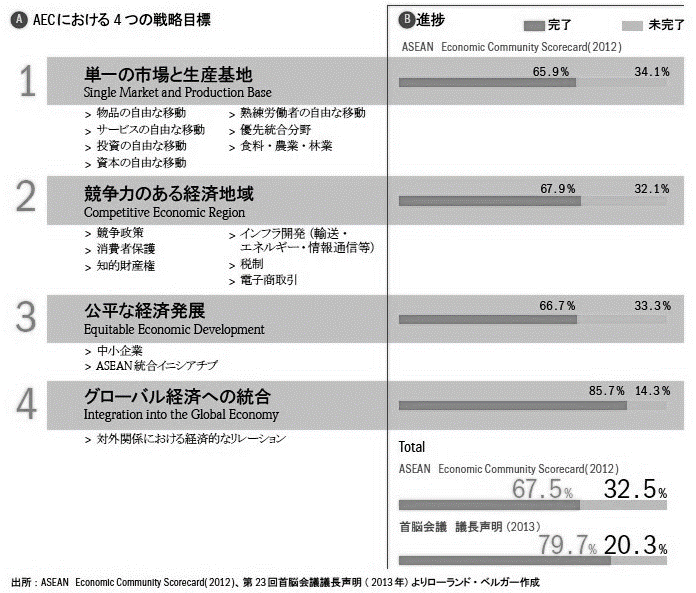 A AECにおける4つの戦略目標
B 進捗
完了 未完了
ASEAN Economic Community Scorecard(2012)
1 単一の市場と生産基地
Single Market and Production Base
65.9% 34.1%
> 物品の自由な移動 > 熟練労働者の自由な移動
> サービスの自由な移動 > 優先統合分野
> 投資の自由な移動 > 食料・農業・林業
> 資本の自由な移動
2 競争力のある経済地域
Competitive Economic Region
67.9% 32.1%
> 競争政策 > インフラ開発(輸送・
> 消費者保護 エネルギー・情報通信等)
> 知的財産権 > 税制
> 電子商取引
3 公平な経済発展
Equitable Economic Development
66.7% 33.3%
> 中小企業
> ASEAN統合イニシアチブ
4 グローバル経済への統合
Integration into the Global Economy
85.7% 14.3%
> 対外関係における経済的なリレーション
Total
ASEAN Economic Community Scorecard(2012)
67.5% 32.5%
首脳会議 議長声明(2013)
79.7% 20.3%
出所:ASEAN Economic Community Scorecard(2012)、第23回首脳会議議長声明(2013年)よりローランド・ベルガー作成